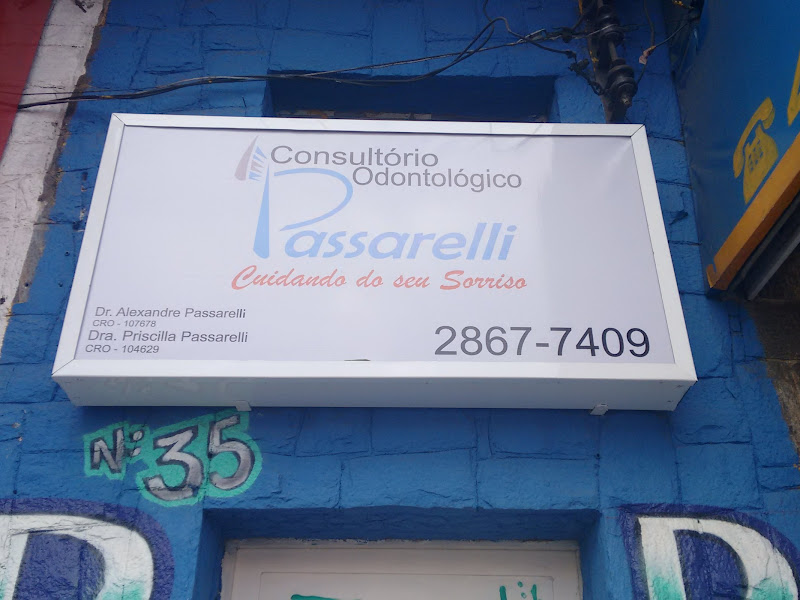 Consultório
Odontológico
Passarelli
Cuidando do seu Sorriso
Dr. Alexandre Passarelli
CRO - 107678
Dra. Priscilla Passarelli
CRO - 104629
2867-7409
Nº 35